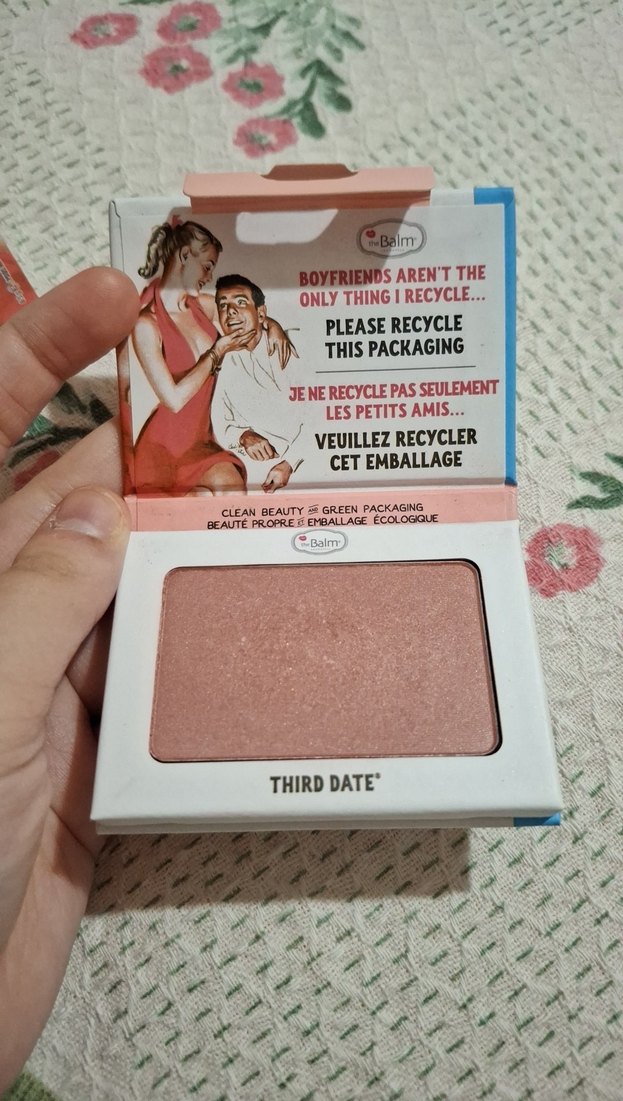 theBalm®
BOYFRIENDS AREN'T THE
ONLY THING I RECYCLE...
PLEASE RECYCLE
THIS PACKAGING
JE NE RECYCLE PAS SEULEMENT
LES PETITS AMIS...
VEUILLEZ RECYCLER
CET EMBALLAGE
CLEAN BEAUTY AND GREEN PACKAGING
BEAUTÉ PROPRE ET EMBALLAGE ÉCOLOGIQUE
theBalm®
THIRD DATE®